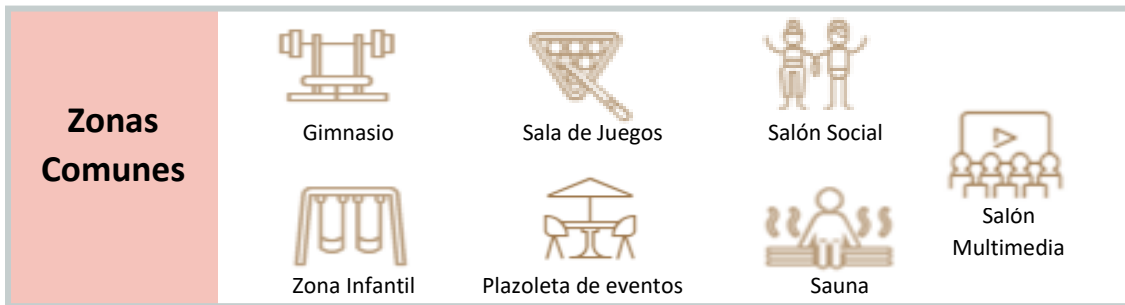 Zonas
Comunes
Gimnasio
Sala de Juegos
Salón Social
Salón
Multimedia
Zona Infantil
Plazoleta de eventos
Sauna